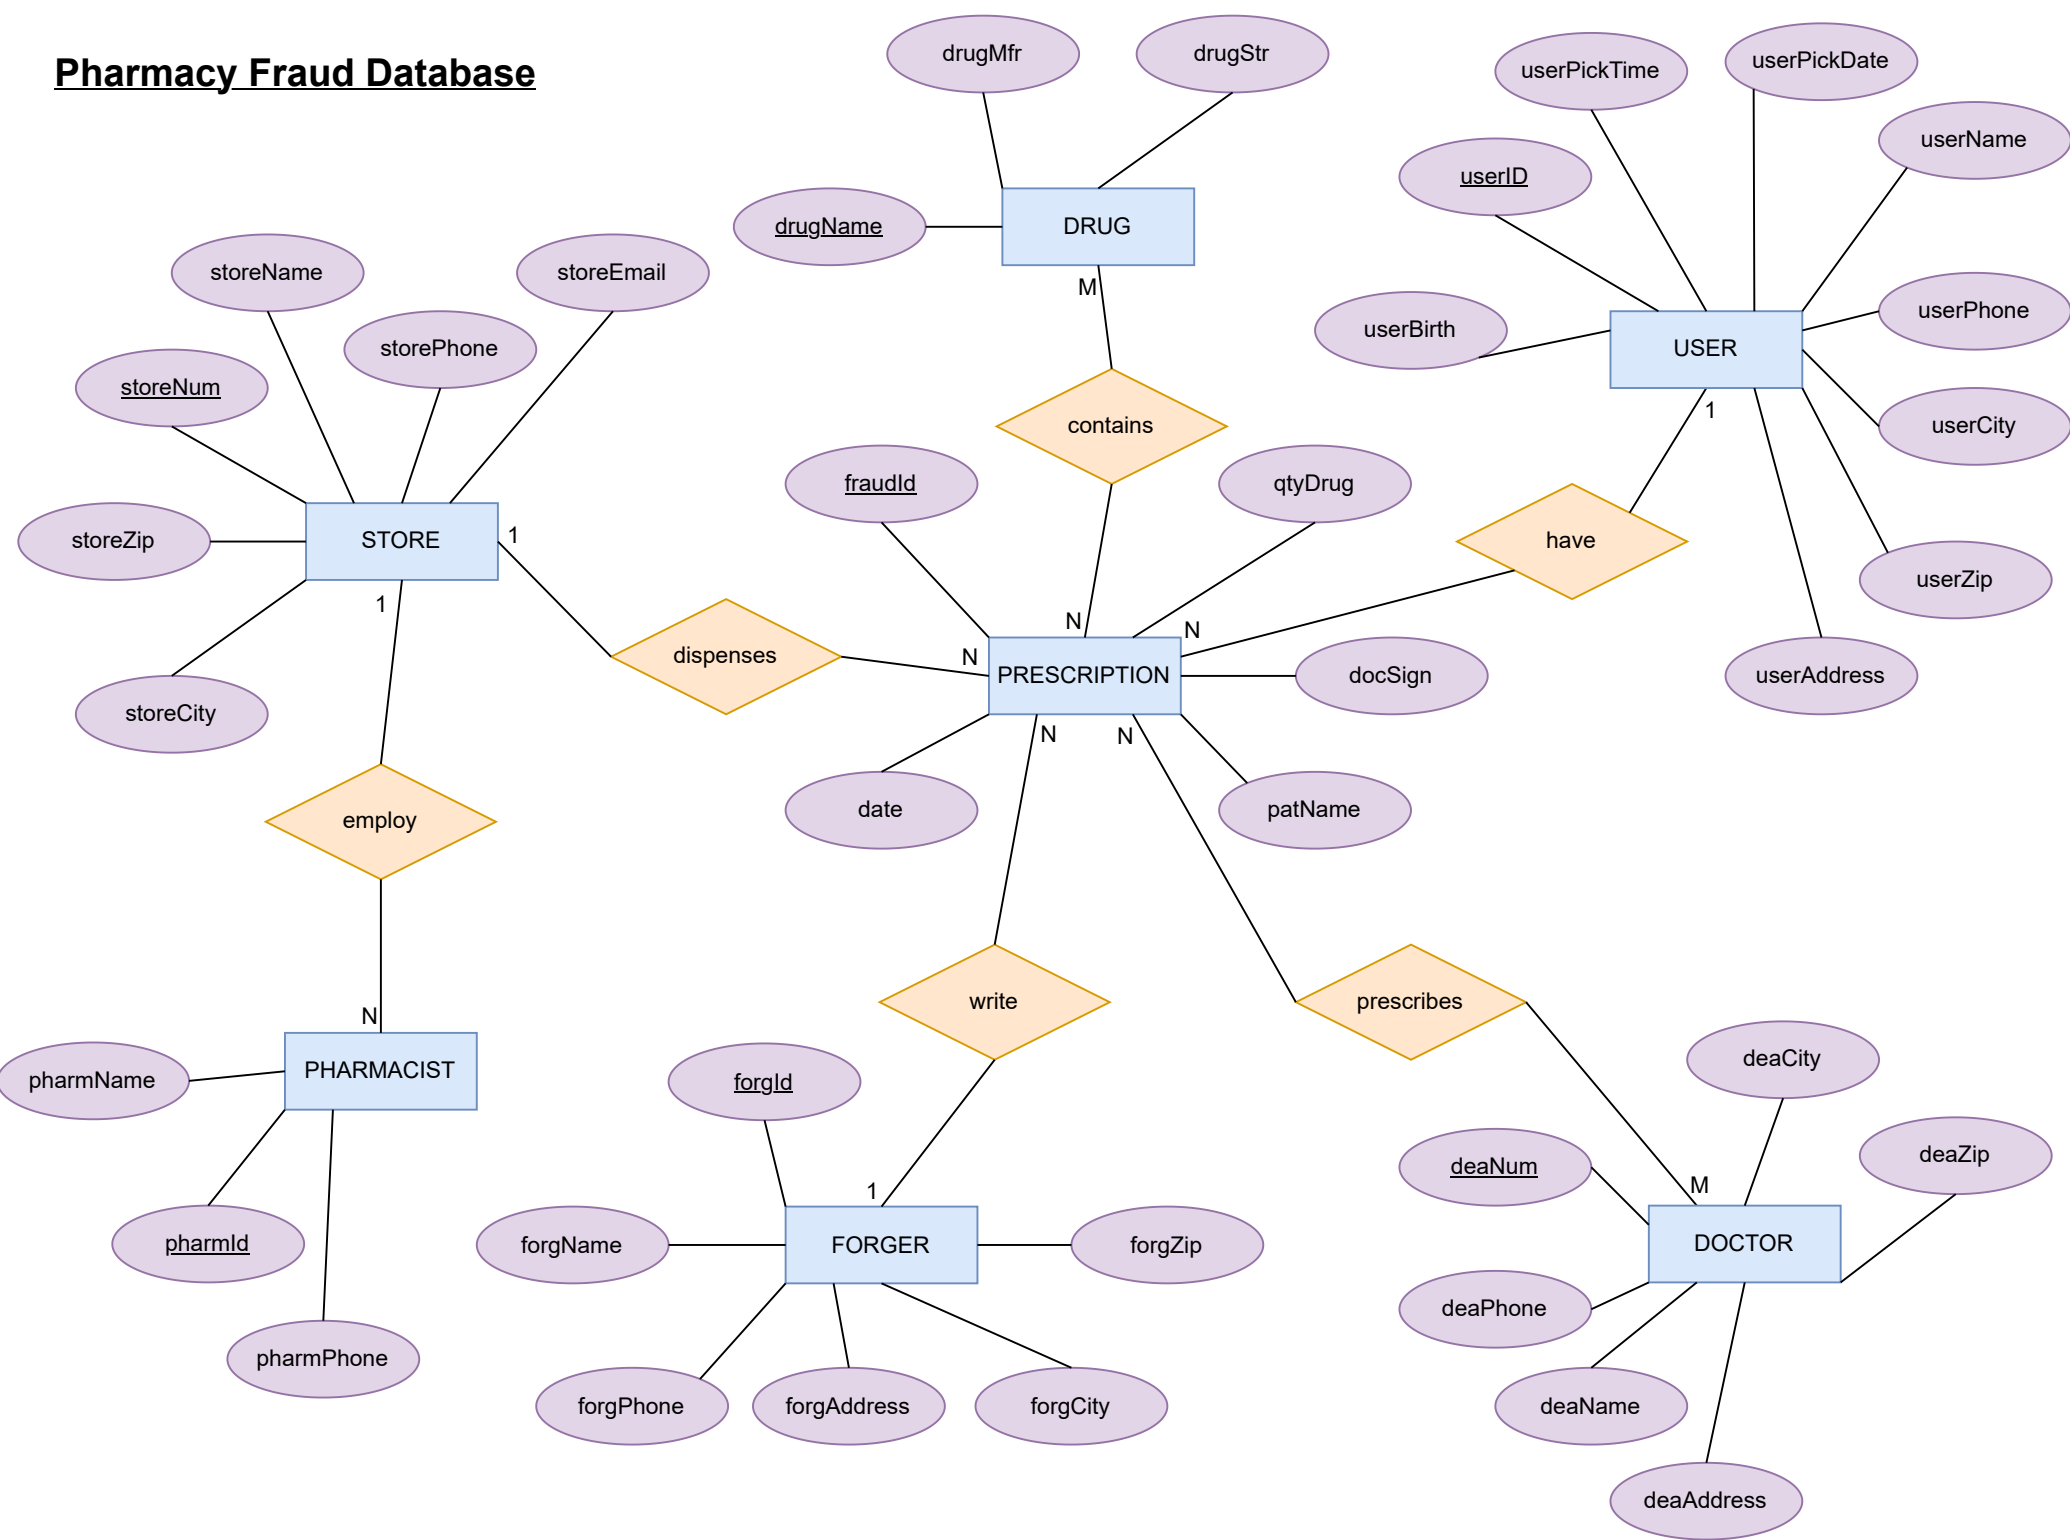 Pharmacy Fraud Database
drugMfr
drugStr
userPickTime
userPickDate
userName
userID
drugName
DRUG
storeName
storeEmail
M
userPhone
userBirth
storePhone
USER
storeNum
1
contains
userCity
fraudId
qtyDrug
storeZip
STORE
1
have
userZip
1
N
N
dispenses
N
PRESCRIPTION
docSign
userAddress
storeCity
N
N
date
patName
employ
write
prescribes
N
deaCity
PHARMACIST
pharmName
forgId
deaNum
deaZip
1
M
pharmId
forgName
FORGER
forgZip
DOCTOR
deaPhone
pharmPhone
forgPhone
forgAddress
forgCity
deaName
deaAddress